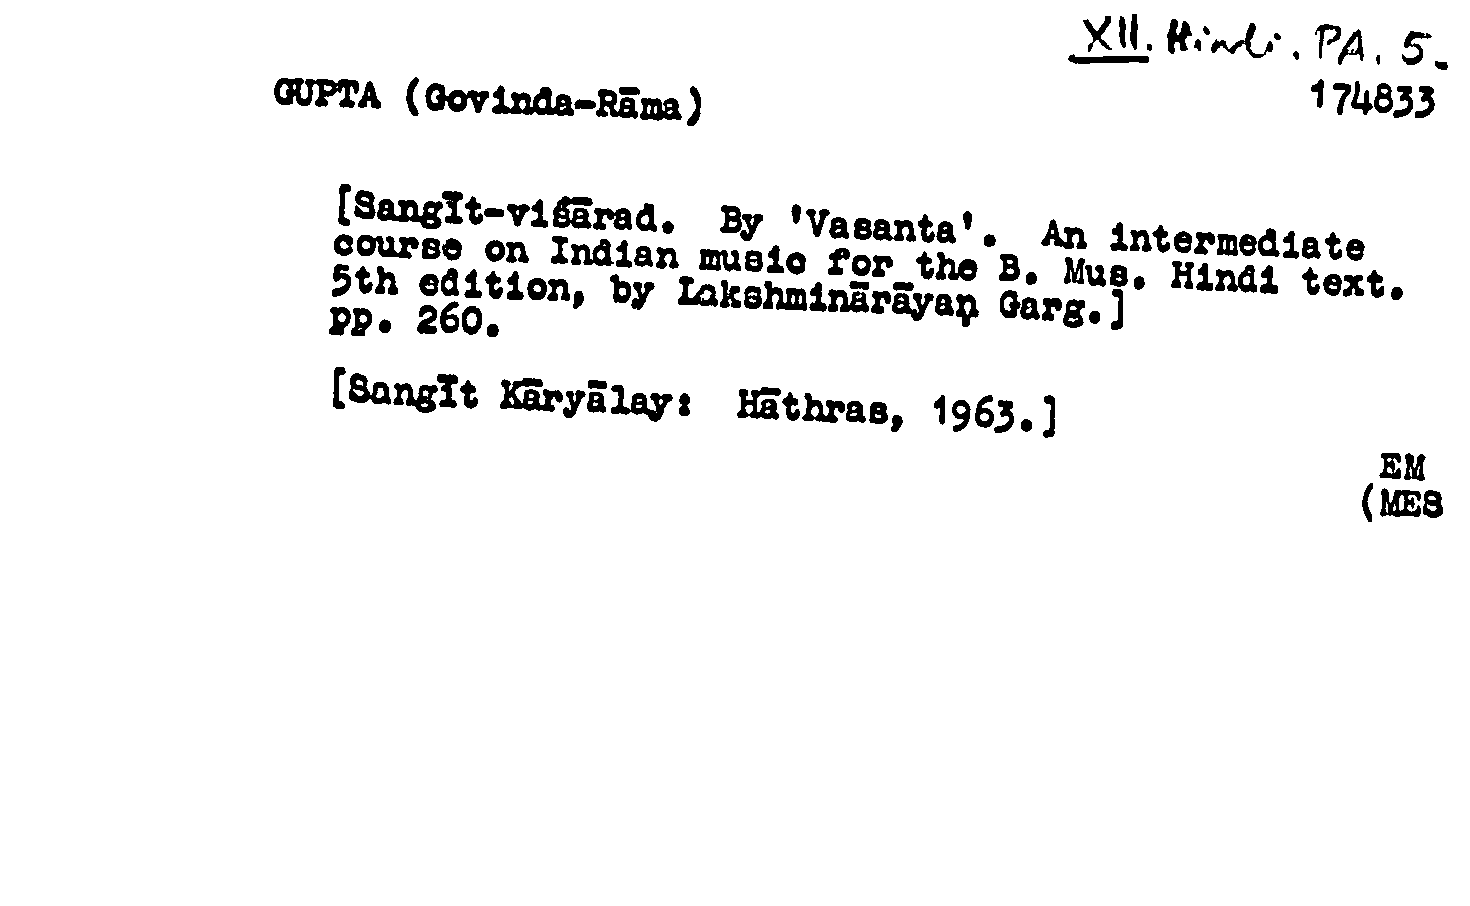 XII. Hindi. PA. 5.
174833
GUPTA (Govinda-Rāma)
[Sangīt-viśārad. By 'Vasanta'. An intermediate
course on Indian music for the B. Mus. Hindi text.
5th edition, by Lakshminārāyaṇ Garg.]
pp. 260.
[Sangīt Kāryālay: Hāthras, 1963.]
EM
(MES